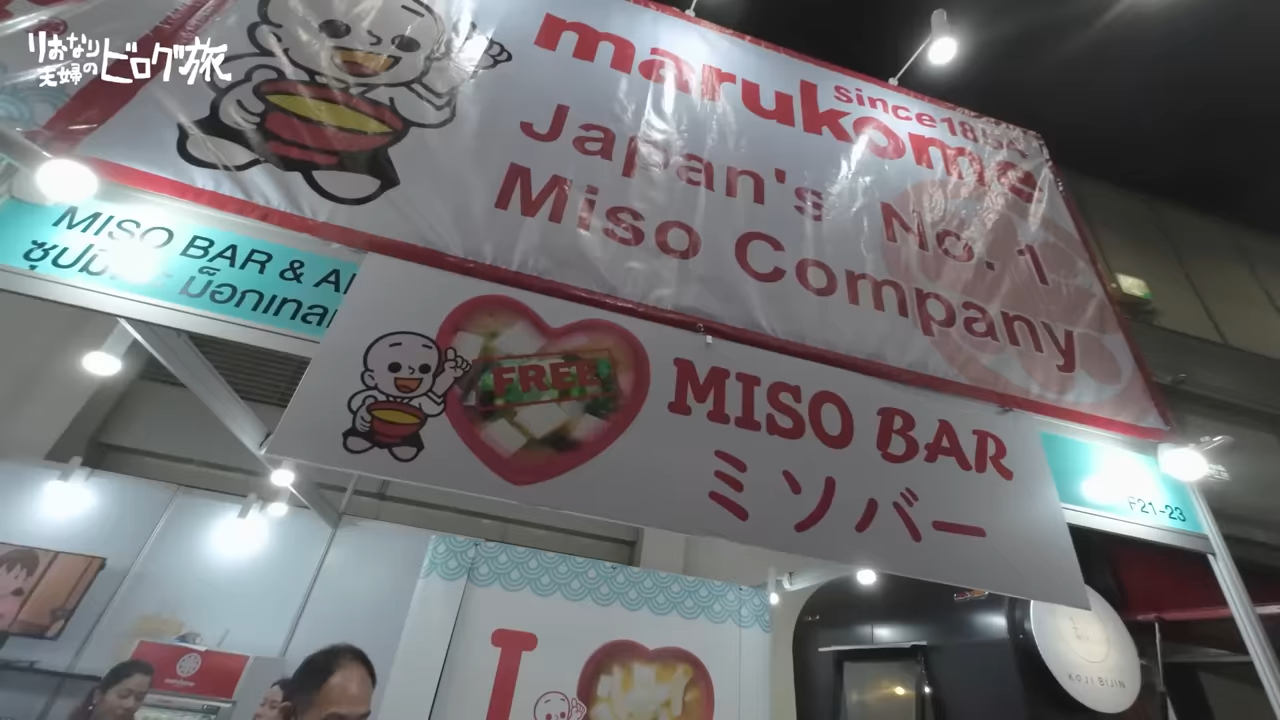 りおなり
夫婦の
ビログ旅
marukome
Japan's No. 1
Miso Company
MISO BAR &
FREE
MISO BAR
ミソバー
F21-23
I
KOJI BIJIN